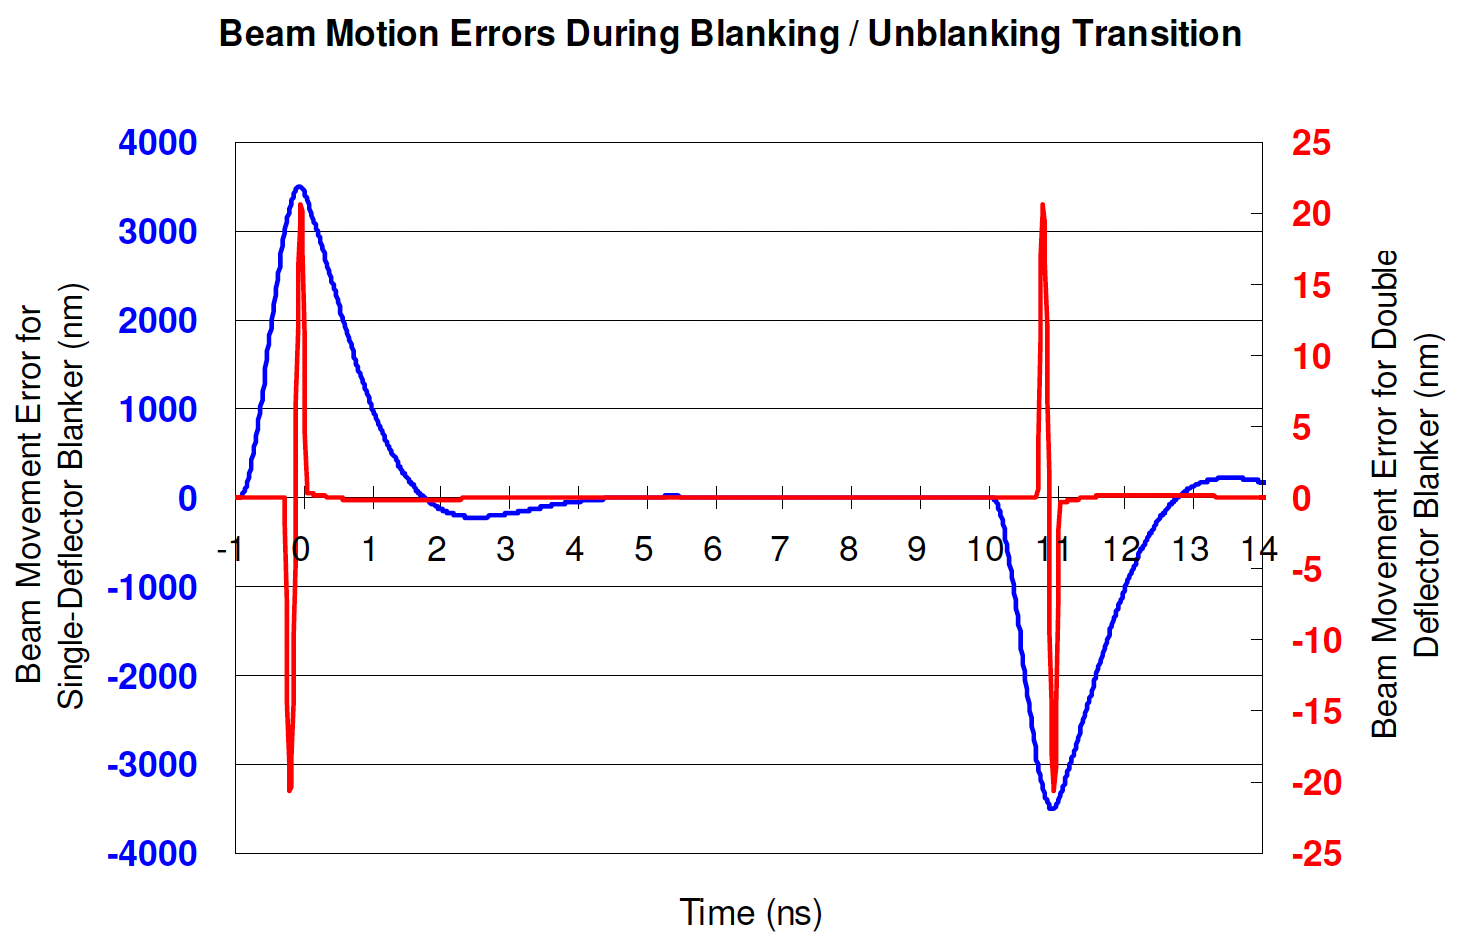 Beam Motion Errors During Blanking / Unblanking Transition
Beam Movement Error for
Single-Deflector Blanker (nm)
4000
3000
2000
1000
0
-1000
-2000
-3000
-4000
-1 0 1 2 3 4 5 6 7 8 9 10 11 12 13 14
25
20
15
10
5
0
-5
-10
-15
-20
-25
Beam Movement Error for Double
Deflector Blanker (nm)
Time (ns)